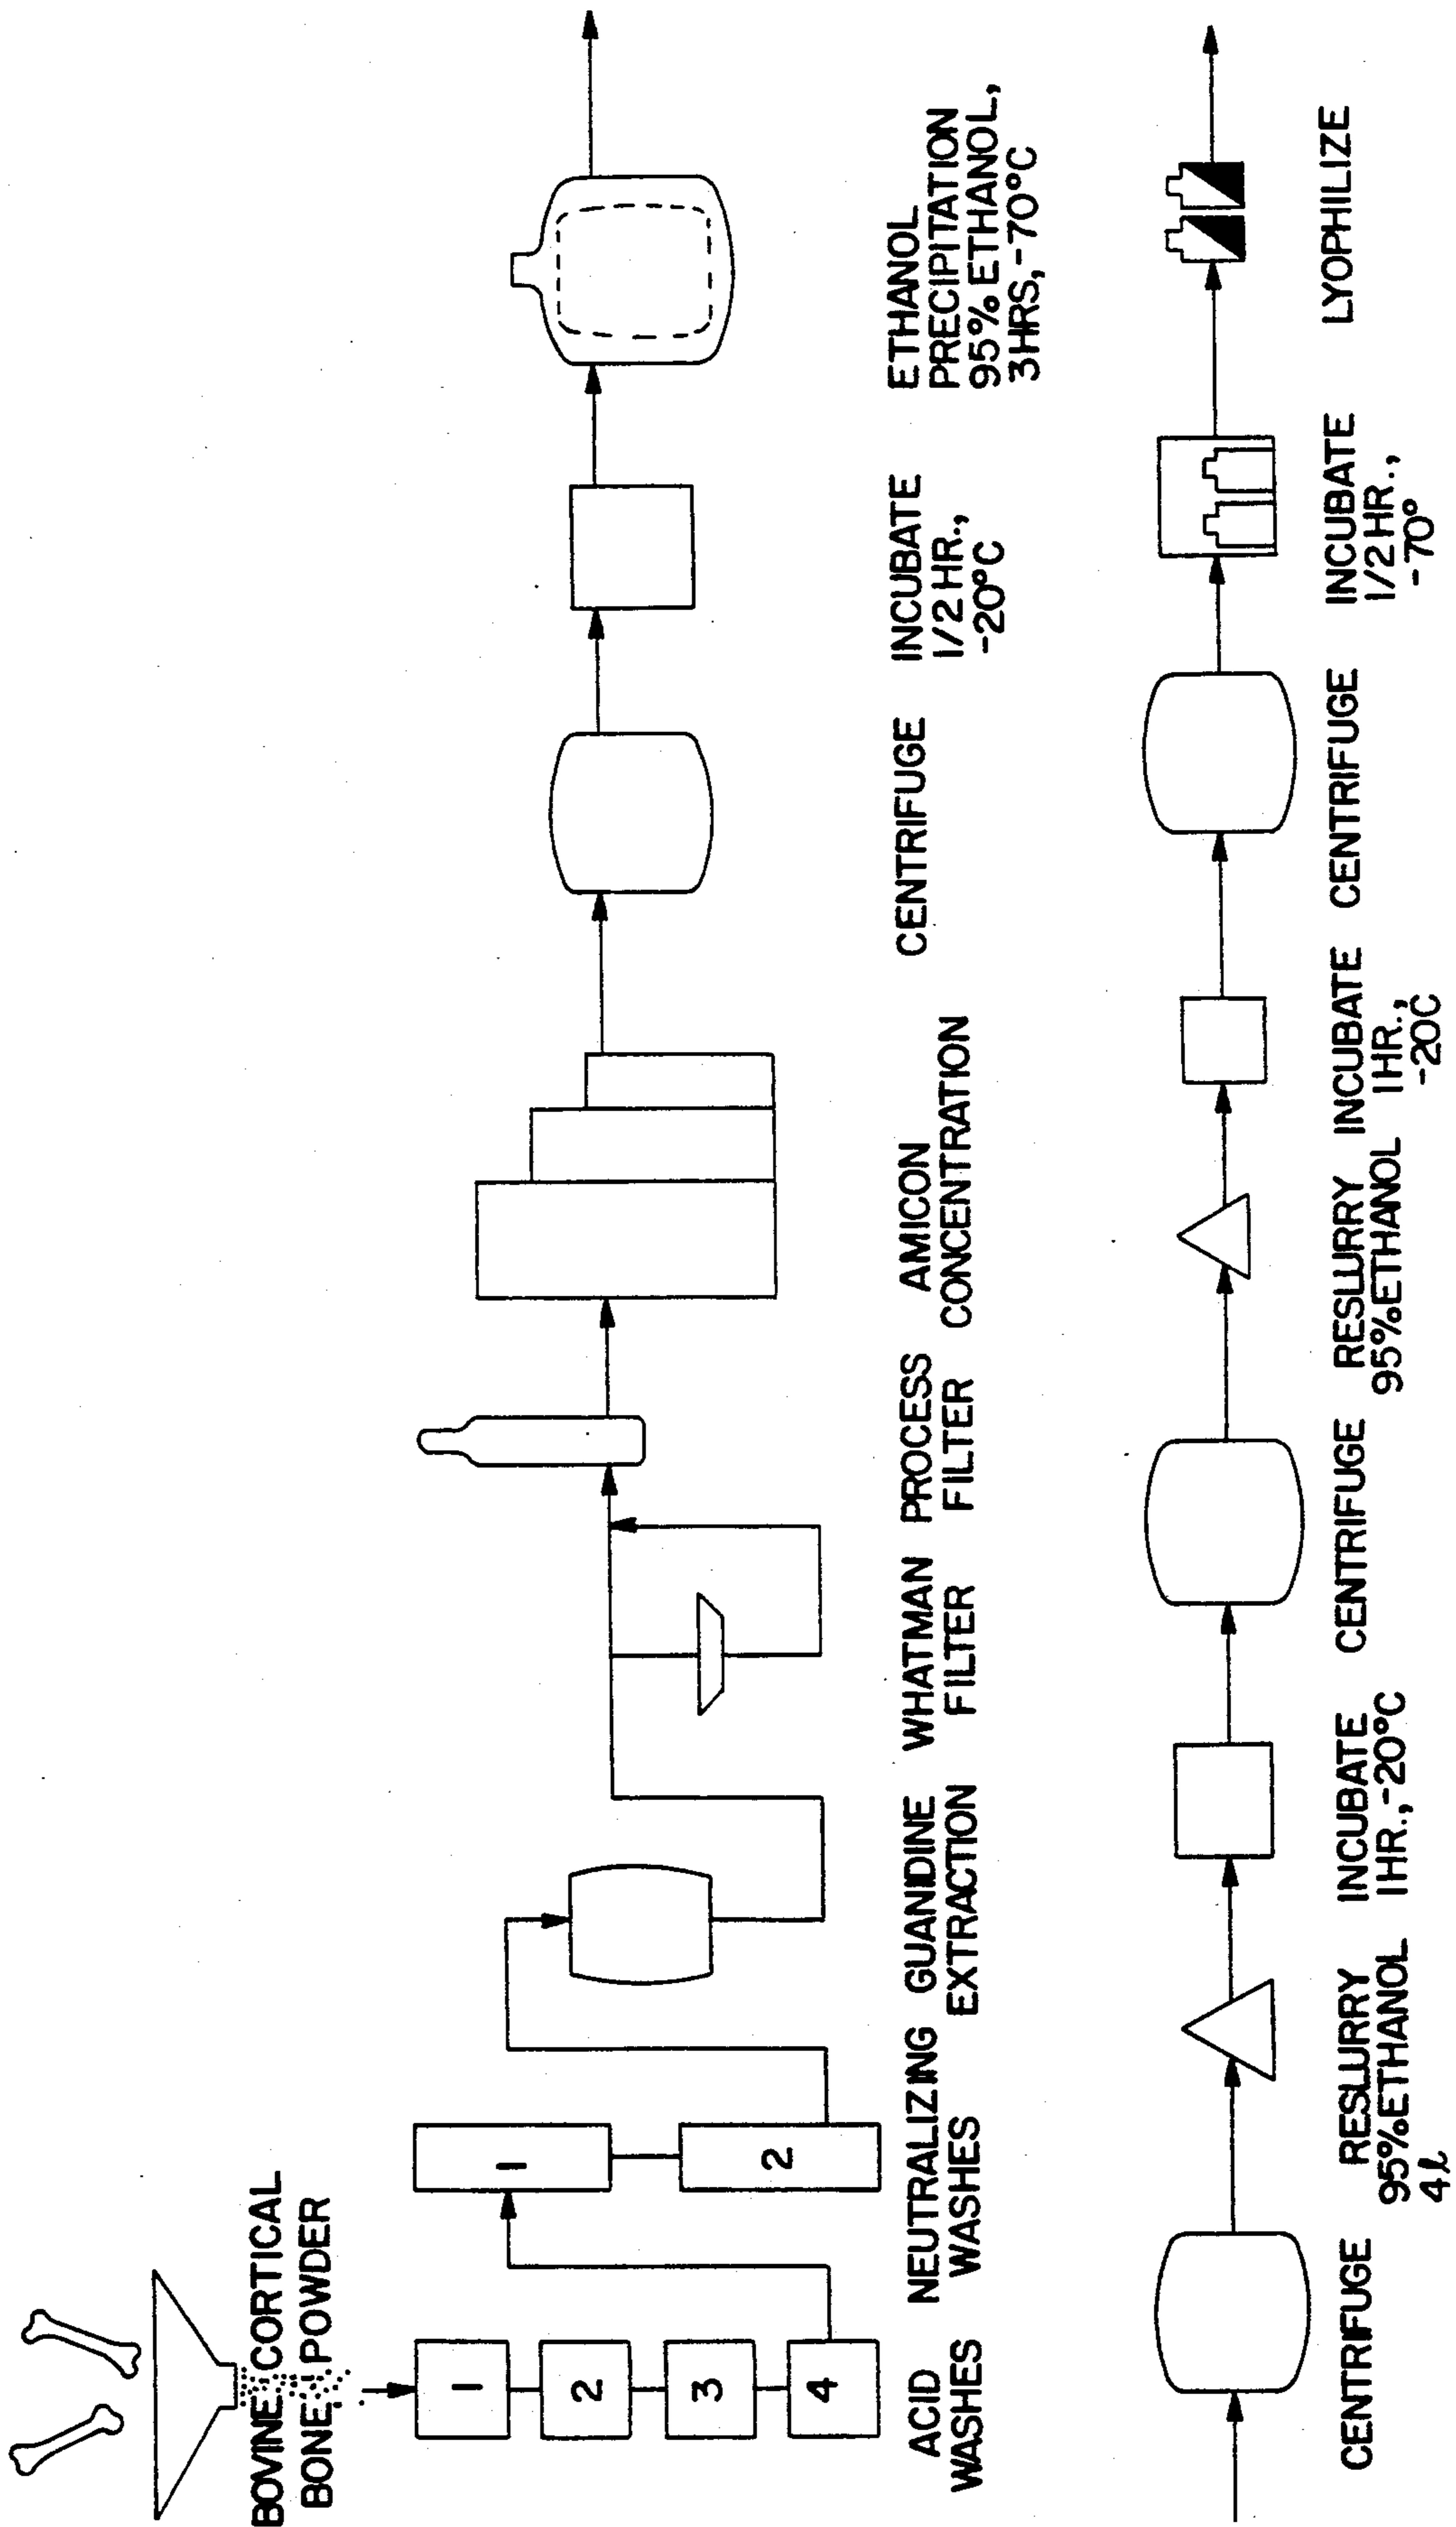 BOVINE CORTICAL
BONE POWDER
1
2
3
4
1
2
ACID
WASHES
NEUTRALIZING
WASHES
GUANIDINE
EXTRACTION
WHATMAN
FILTER
PROCESS
FILTER
AMICON
CONCENTRATION
CENTRIFUGE
INCUBATE
1/2 HR.,
-20°C
ETHANOL
PRECIPITATION
95% ETHANOL,
3HRS,-70°C
CENTRIFUGE
RESLURRY
95%ETHANOL
4ℓ
INCUBATE
1HR.,-20°C
CENTRIFUGE
RESLURRY
95%ETHANOL
INCUBATE
1HR.,
-20C
CENTRIFUGE
INCUBATE
1/2 HR.,
-70°
LYOPHILIZE